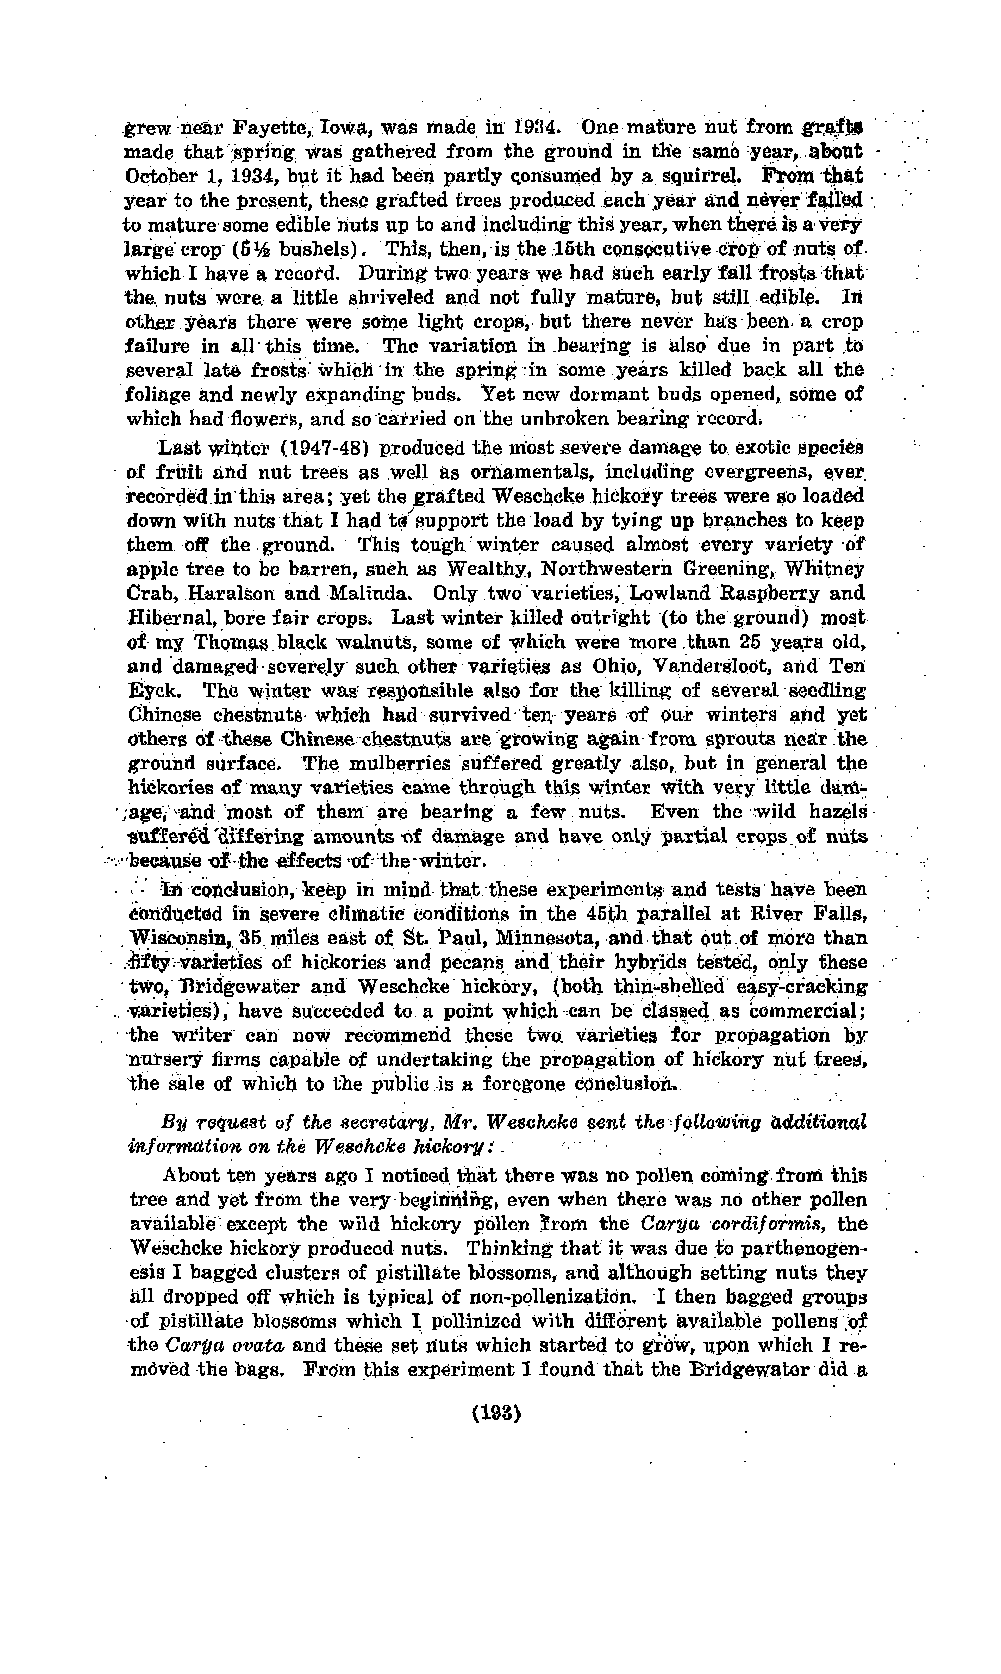 grew near Fayette, Iowa, was made in 1934. One mature nut from grafts
made that spring was gathered from the ground in the same year, about
October 1, 1934, but it had been partly consumed by a squirrel. From that
year to the present, these grafted trees produced each year and never failed
to mature some edible nuts up to and including this year, when there is a very
large crop (5½ bushels). This, then, is the 15th consecutive crop of nuts of
which I have a record. During two years we had such early fall frosts that
the nuts were a little shriveled and not fully mature, but still edible. In
other years there were some light crops, but there never has been a crop
failure in all this time. The variation in bearing is also due in part to
several late frosts which in the spring in some years killed back all the
foliage and newly expanding buds. Yet new dormant buds opened, some of
which had flowers, and so carried on the unbroken bearing record.
Last winter (1947-48) produced the most severe damage to exotic species
of fruit and nut trees as well as ornamentals, including evergreens, ever
recorded in this area; yet the grafted Weschcke hickory trees were so loaded
down with nuts that I had to support the load by tying up branches to keep
them off the ground. This tough winter caused almost every variety of
apple tree to be barren, such as Wealthy, Northwestern Greening, Whitney
Crab, Haralson and Malinda. Only two varieties, Lowland Raspberry and
Hibernal, bore fair crops. Last winter killed outright (to the ground) most
of my Thomas black walnuts, some of which were more than 25 years old,
and damaged severely such other varieties as Ohio, Vandersloot, and Ten
Eyck. The winter was responsible also for the killing of several seedling
Chinese chestnuts which had survived ten years of our winters and yet
others of these Chinese chestnuts are growing again from sprouts near the
ground surface. The mulberries suffered greatly also, but in general the
hickories of many varieties came through this winter with very little dam-
age, and most of them are bearing a few nuts. Even the wild hazels
suffered differing amounts of damage and have only partial crops of nuts
because of the effects of the winter.
In conclusion, keep in mind that these experiments and tests have been
conducted in severe climatic conditions in the 45th parallel at River Falls,
Wisconsin, 35 miles east of St. Paul, Minnesota, and that out of more than
fifty varieties of hickories and pecans and their hybrids tested, only these
two, Bridgewater and Weschcke hickory, (both thin-shelled easy-cracking
varieties), have succeeded to a point which can be classed as commercial;
the writer can now recommend these two varieties for propagation by
nursery firms capable of undertaking the propagation of hickory nut trees,
the sale of which to the public is a foregone conclusion.
By request of the secretary, Mr. Weschcke sent the following additional
information on the Weschcke hickory:
About ten years ago I noticed that there was no pollen coming from this
tree and yet from the very beginning, even when there was no other pollen
available except the wild hickory pollen from the Carya cordiformis, the
Weschcke hickory produced nuts. Thinking that it was due to parthenogen-
esis I bagged clusters of pistillate blossoms, and although setting nuts they
all dropped off which is typical of non-pollenization. I then bagged groups
of pistillate blossoms which I pollinized with different available pollens of
the Carya ovata and these set nuts which started to grow, upon which I re-
moved the bags. From this experiment I found that the Bridgewater did a
(193)